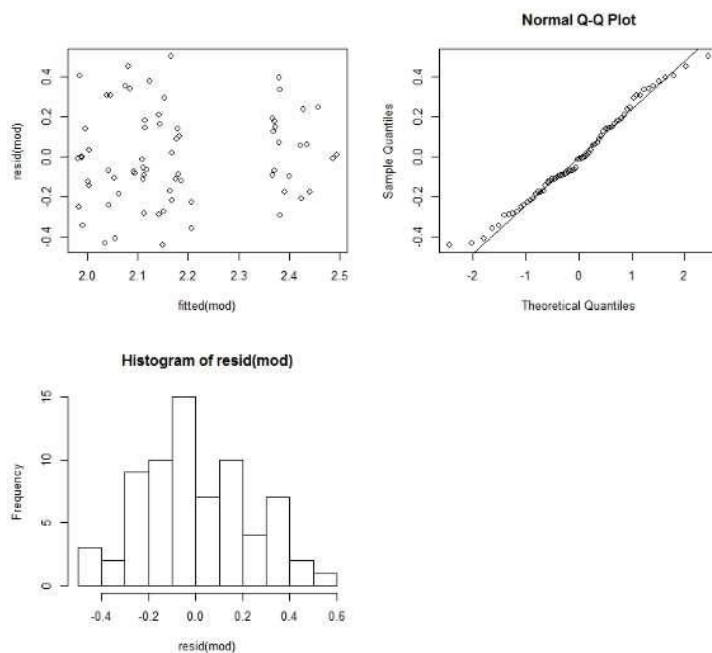 Normal Q-Q Plot
resid(mod)
-0.4 -0.2 0.0 0.2 0.4
2.0 2.1 2.2 2.3 2.4 2.5
fitted(mod)
Sample Quantiles
-0.4 -0.2 0.0 0.2 0.4
-2 -1 0 1 2
Theoretical Quantiles
Histogram of resid(mod)
Frequency
0 5 10 15
-0.4 -0.2 0.0 0.2 0.4 0.6
resid(mod)